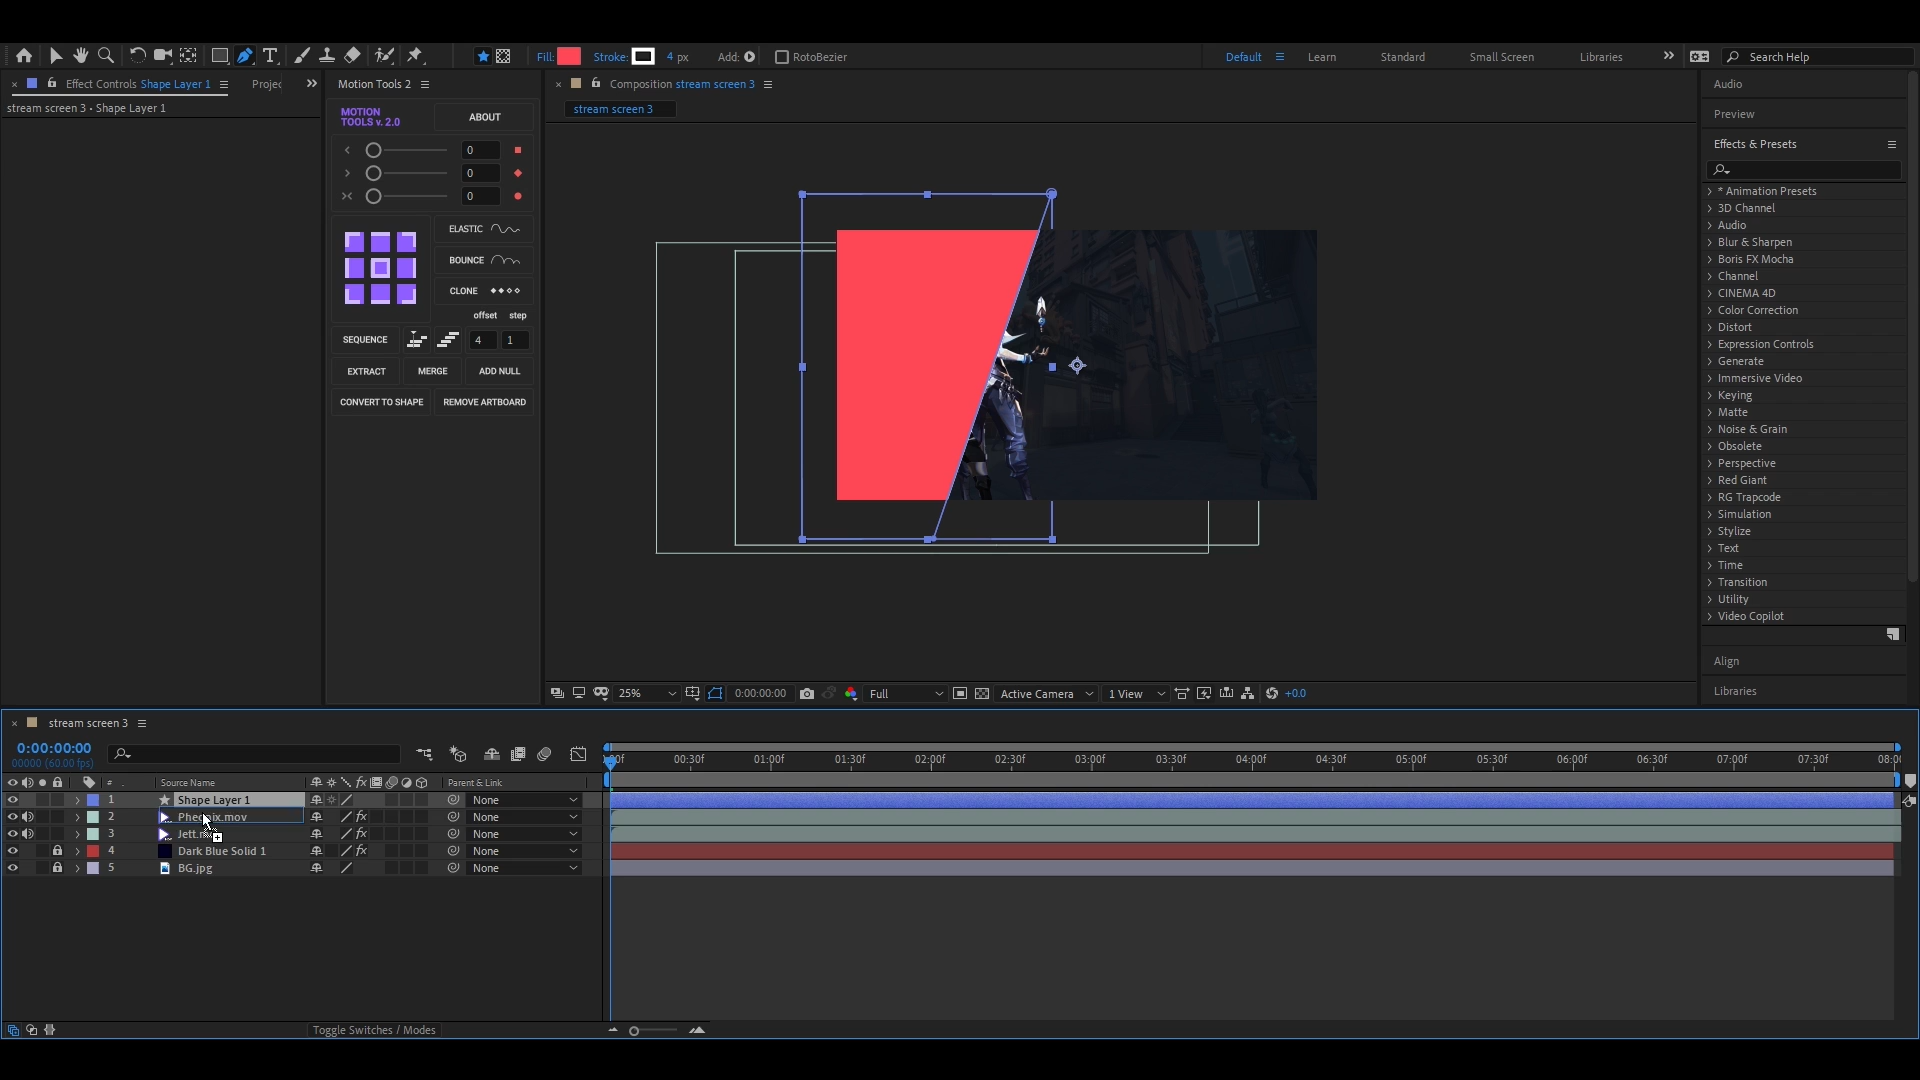 Fill: Stroke: 4 px Add: RotoBezier Default Learn Standard Small Screen Libraries Search Help
Effect Controls Shape Layer 1 Projec
stream screen 3 • Shape Layer 1
Motion Tools 2
MOTION
TOOLS v. 2.0
ABOUT
0
0
0
ELASTIC
BOUNCE
CLONE
offset step
SEQUENCE 4 1
EXTRACT MERGE ADD NULL
CONVERT TO SHAPE REMOVE ARTBOARD
Composition stream screen 3
stream screen 3
25% 0:00:00:00 Full Active Camera 1 View +0.0
Audio
Preview
Effects & Presets
* Animation Presets
3D Channel
Audio
Blur & Sharpen
Boris FX Mocha
Channel
CINEMA 4D
Color Correction
Distort
Expression Controls
Generate
Immersive Video
Keying
Matte
Noise & Grain
Obsolete
Perspective
Red Giant
RG Trapcode
Simulation
Stylize
Text
Time
Transition
Utility
Video Copilot
Align
Libraries
stream screen 3
0:00:00:00
00000 (60.00 fps)
# Source Name fx Parent & Link
1 Shape Layer 1 None
2 Pheonix.mov fx None
3 fx None
4 Dark Blue Solid 1 fx None
5 BG.jpg None
00:30f 01:00f 01:30f 02:00f 02:30f 03:00f 03:30f 04:00f 04:30f 05:00f 05:30f 06:00f 06:30f 07:00f 07:30f 08:0
Toggle Switches / Modes